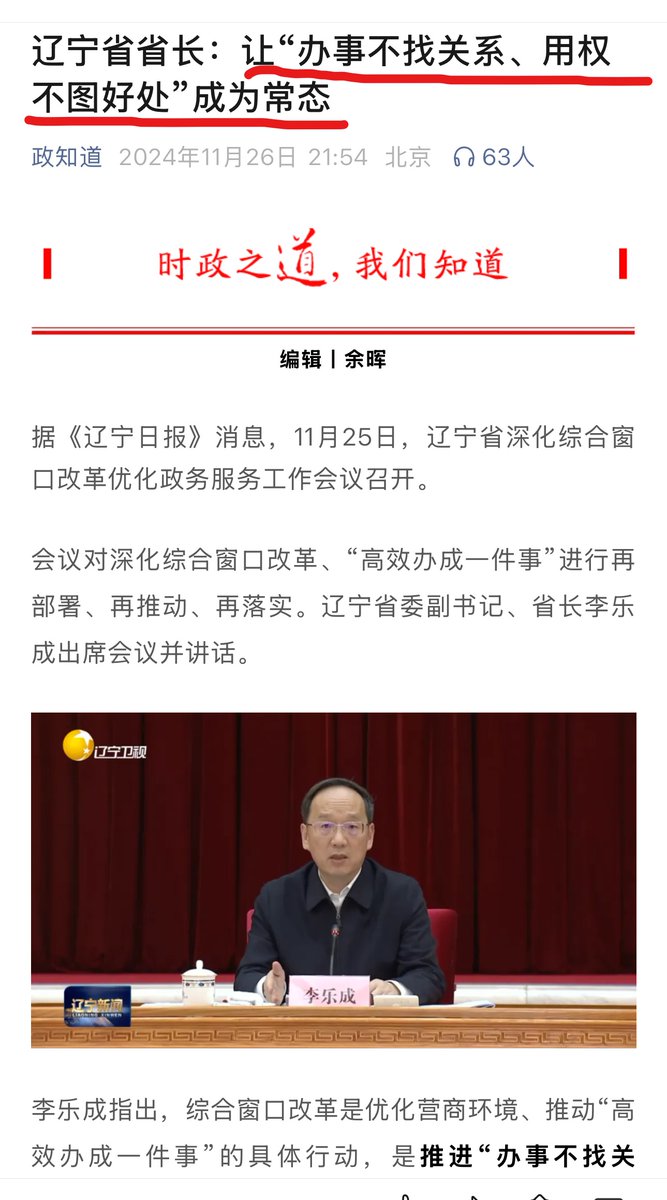 辽宁省省长：让“办事不找关系、用权
不图好处”成为常态
政知道 2024年11月26日 21:54 北京 63人
时政之道，我们知道
编辑丨余晖
据《辽宁日报》消息，11月25日，辽宁省深化综合窗
口改革优化政务服务工作会议召开。
会议对深化综合窗口改革、“高效办成一件事”进行再
部署、再推动、再落实。辽宁省委副书记、省长李乐
成出席会议并讲话。
辽宁卫视
李乐成
辽宁新闻
LIAONING XINWEN
李乐成指出，综合窗口改革是优化营商环境、推动“高
效办成一件事”的具体行动，是推进“办事不找关